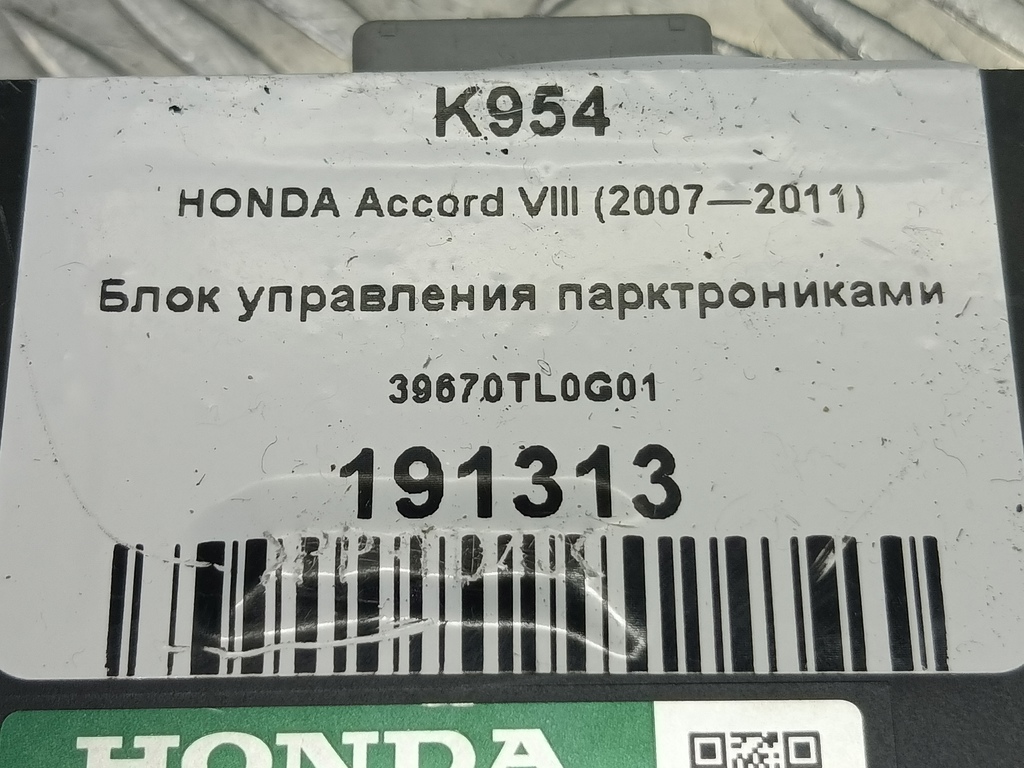 K954
HONDA Accord VIII (2007—2011)
Блок управления парктрониками
39670TL0G01
191313
HONDA